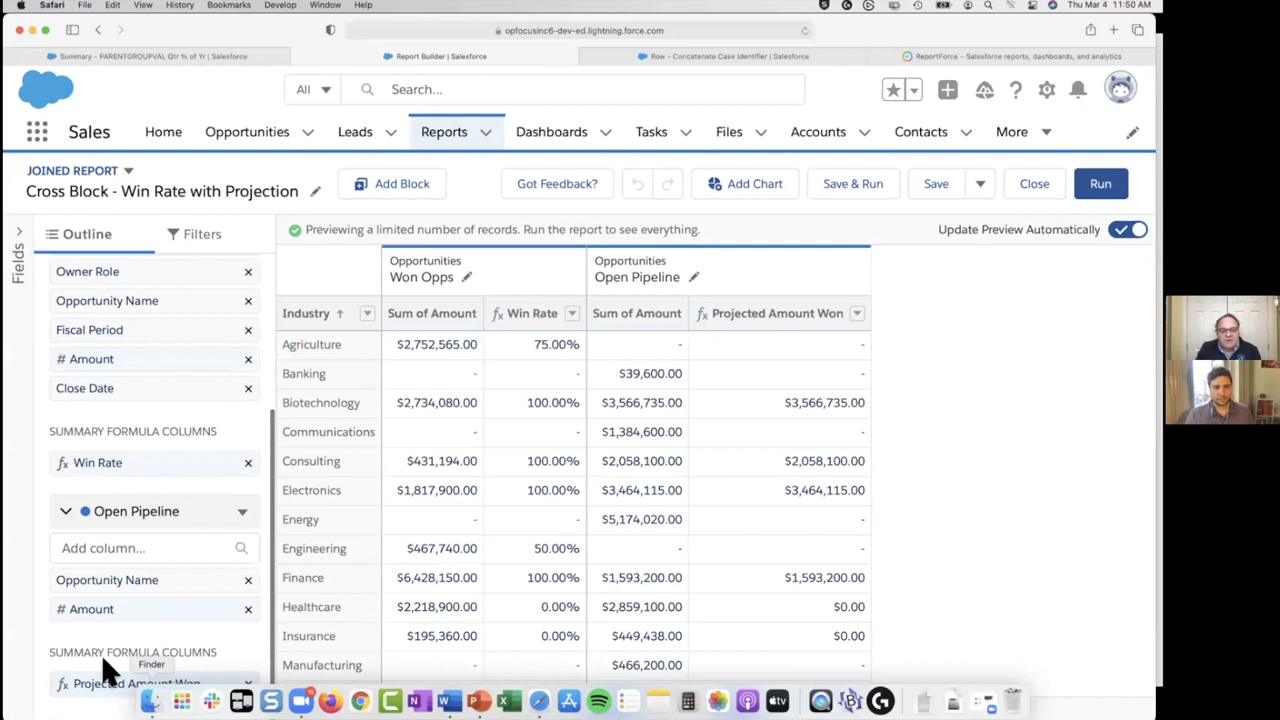 Safari File Edit View History Bookmarks Develop Window Help Thu Mar 4 11:50 AM
opfocusinc6-dev-ed.lightning.force.com
Summary - PARENTGROUPVAL Qtr % of Yr | Salesforce Report Builder | Salesforce Row - Concatenate Case Identifier | Salesforce ReportForce – Salesforce reports, dashboards, and analytics
All Search...
Sales Home Opportunities Leads Reports Dashboards Tasks Files Accounts Contacts More
JOINED REPORT
Cross Block - Win Rate with Projection Add Block Got Feedback? Add Chart Save & Run Save Close Run
Fields
Outline Filters
Previewing a limited number of records. Run the report to see everything. Update Preview Automatically
Owner Role
Opportunity Name
Fiscal Period
# Amount
Close Date
SUMMARY FORMULA COLUMNS
fx Win Rate
Open Pipeline
Add column...
Opportunity Name
# Amount
SUMMARY FORMULA COLUMNS
Finder
fx Projected Amount Won
Opportunities Opportunities
Won Opps Open Pipeline
Industry Sum of Amount fx Win Rate Sum of Amount fx Projected Amount Won
Agriculture $2,752,565.00 75.00% - -
Banking - - $39,600.00 -
Biotechnology $2,734,080.00 100.00% $3,566,735.00 $3,566,735.00
Communications - - $1,384,600.00 -
Consulting $431,194.00 100.00% $2,058,100.00 $2,058,100.00
Electronics $1,817,900.00 100.00% $3,464,115.00 $3,464,115.00
Energy - - $5,174,020.00 -
Engineering $467,740.00 50.00% - -
Finance $6,428,150.00 100.00% $1,593,200.00 $1,593,200.00
Healthcare $2,218,900.00 0.00% $2,859,100.00 $0.00
Insurance $195,360.00 0.00% $449,438.00 $0.00
Manufacturing - - $466,200.00 -